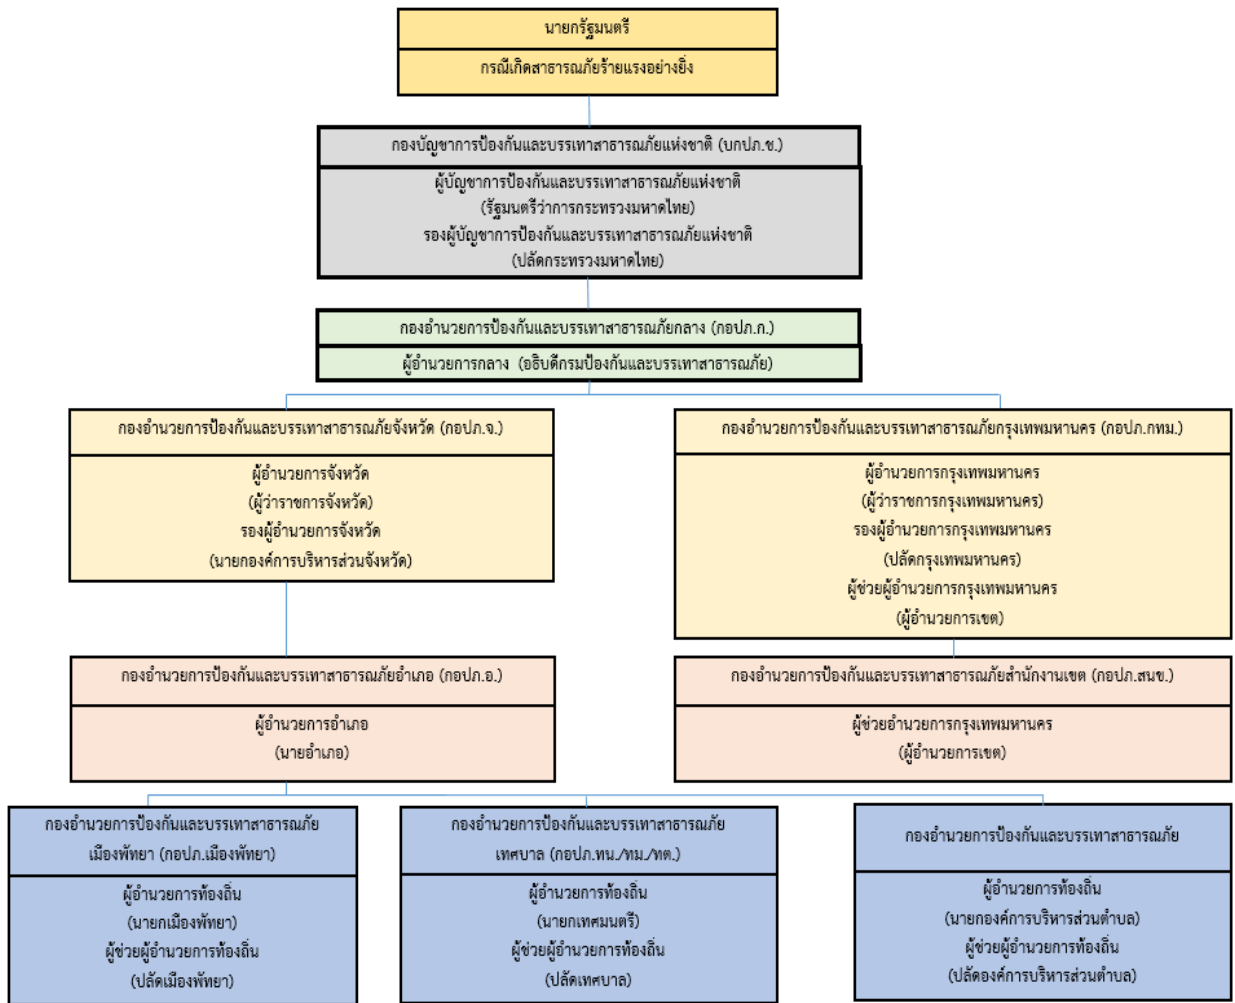 นายกรัฐมนตรี
กรณีเกิดสาธารณภัยร้ายแรงอย่างยิ่ง
กองบัญชาการป้องกันและบรรเทาสาธารณภัยแห่งชาติ (บกปภ.ช.)
ผู้บัญชาการป้องกันและบรรเทาสาธารณภัยแห่งชาติ
(รัฐมนตรีว่าการกระทรวงมหาดไทย)
รองผู้บัญชาการป้องกันและบรรเทาสาธารณภัยแห่งชาติ
(ปลัดกระทรวงมหาดไทย)
กองอำนวยการป้องกันและบรรเทาสาธารณภัยกลาง (กอปภ.ก.)
ผู้อำนวยการกลาง (อธิบดีกรมป้องกันและบรรเทาสาธารณภัย)
กองอำนวยการป้องกันและบรรเทาสาธารณภัยจังหวัด (กอปภ.จ.)
ผู้อำนวยการจังหวัด
(ผู้ว่าราชการจังหวัด)
รองผู้อำนวยการจังหวัด
(นายกองค์การบริหารส่วนจังหวัด)
กองอำนวยการป้องกันและบรรเทาสาธารณภัยกรุงเทพมหานคร (กอปภ.กทม.)
ผู้อำนวยการกรุงเทพมหานคร
(ผู้ว่าราชการกรุงเทพมหานคร)
รองผู้อำนวยการกรุงเทพมหานคร
(ปลัดกรุงเทพมหานคร)
ผู้ช่วยผู้อำนวยการกรุงเทพมหานคร
(ผู้อำนวยการเขต)
กองอำนวยการป้องกันและบรรเทาสาธารณภัยอำเภอ (กอปภ.อ.)
ผู้อำนวยการอำเภอ
(นายอำเภอ)
กองอำนวยการป้องกันและบรรเทาสาธารณภัยสำนักงานเขต (กอปภ.สนข.)
ผู้ช่วยอำนวยการกรุงเทพมหานคร
(ผู้อำนวยการเขต)
กองอำนวยการป้องกันและบรรเทาสาธารณภัย
เมืองพัทยา (กอปภ.เมืองพัทยา)
ผู้อำนวยการท้องถิ่น
(นายกเมืองพัทยา)
ผู้ช่วยผู้อำนวยการท้องถิ่น
(ปลัดเมืองพัทยา)
กองอำนวยการป้องกันและบรรเทาสาธารณภัย
เทศบาล (กอปภ.ทน./ทม./ทต.)
ผู้อำนวยการท้องถิ่น
(นายกเทศมนตรี)
ผู้ช่วยผู้อำนวยการท้องถิ่น
(ปลัดเทศบาล)
กองอำนวยการป้องกันและบรรเทาสาธารณภัย
ผู้อำนวยการท้องถิ่น
(นายกองค์การบริหารส่วนตำบล)
ผู้ช่วยผู้อำนวยการท้องถิ่น
(ปลัดองค์การบริหารส่วนตำบล)